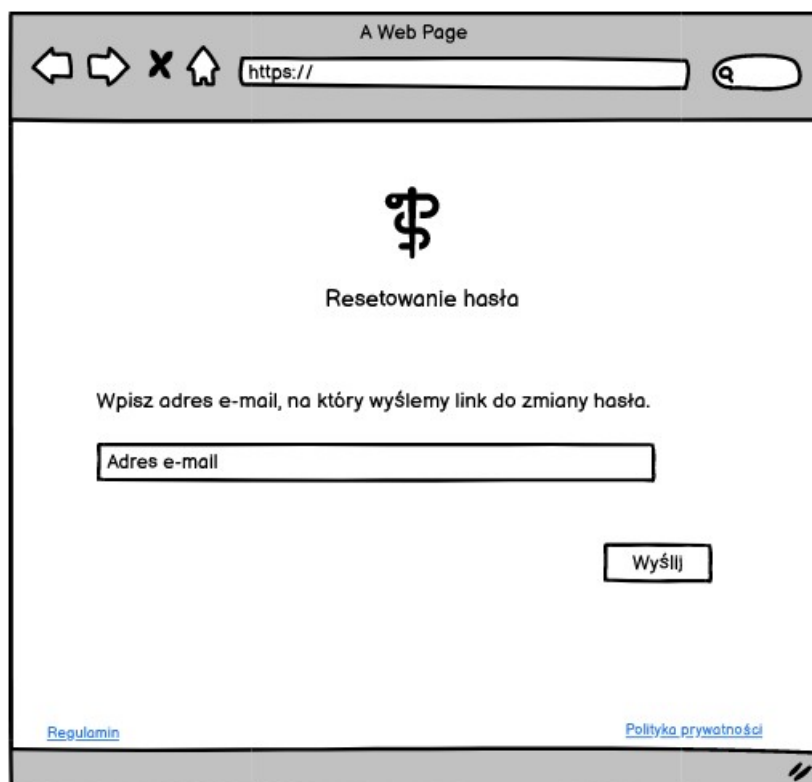 A Web Page
https://
Resetowanie hasła
Wpisz adres e-mail, na który wyślemy link do zmiany hasła.
Adres e-mail
Wyślij
Regulamin
Polityka prywatności